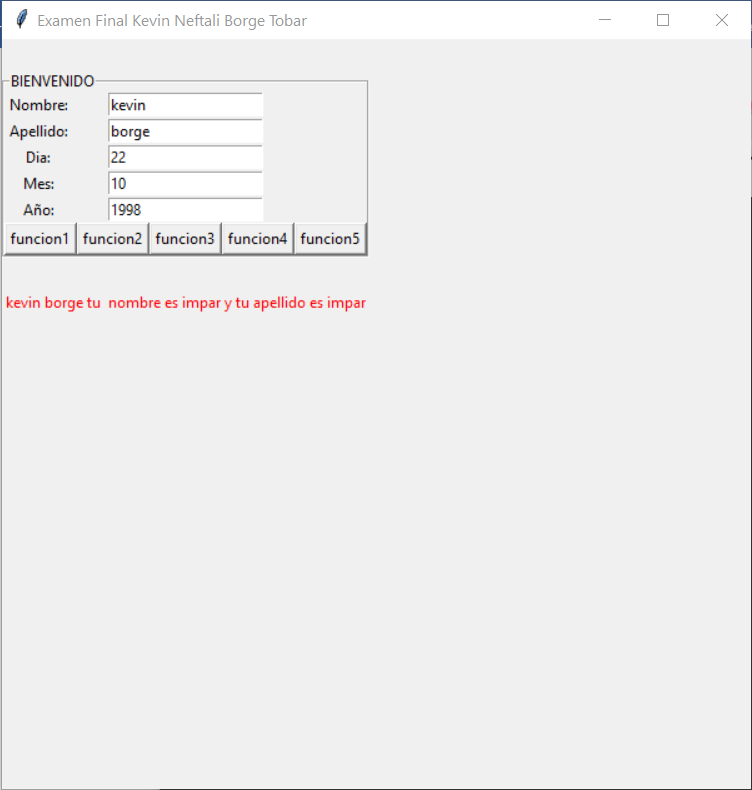 Examen Final Kevin Neftali Borge Tobar
BIENVENIDO
Nombre: kevin
Apellido: borge
Dia: 22
Mes: 10
Año: 1998
funcion1 funcion2 funcion3 funcion4 funcion5
kevin borge tu  nombre es impar y tu apellido es impar